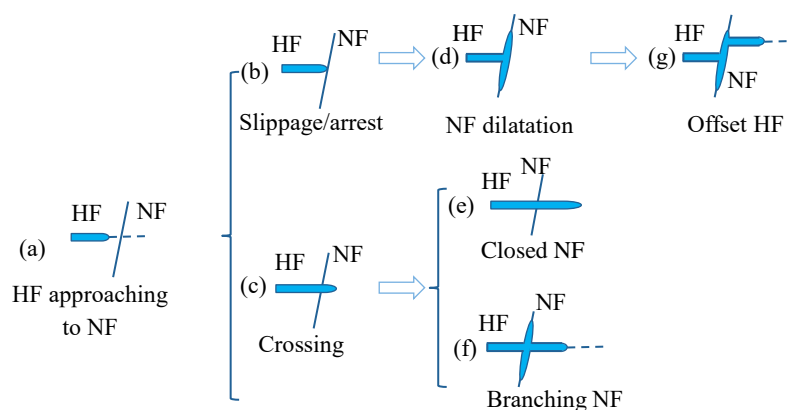 HF
NF
(a)
HF approaching
to NF
HF
NF
(b)
Slippage/arrest
HF
NF
(d)
NF dilatation
HF
(g)
NF
Offset HF
HF
NF
(c)
Crossing
NF
HF
(e)
Closed NF
NF
HF
(f)
Branching NF